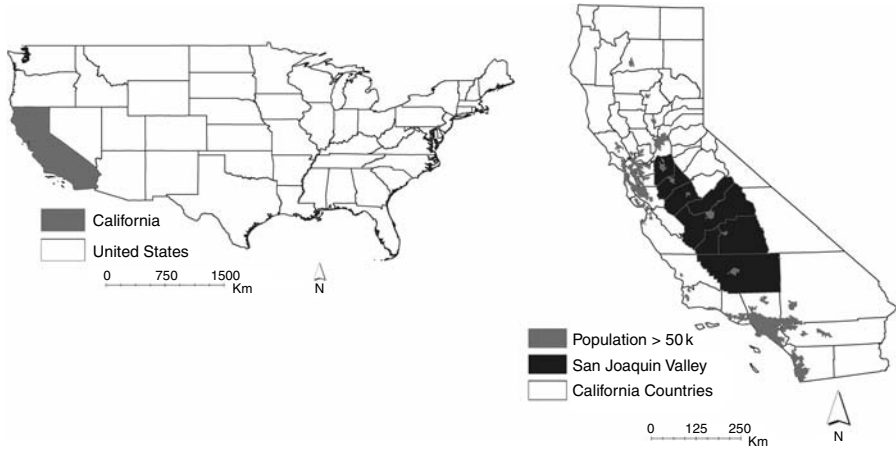 California
United States
0 750 1500
Km
N
Population > 50 k
San Joaquin Valley
California Countries
0 125 250
Km
N